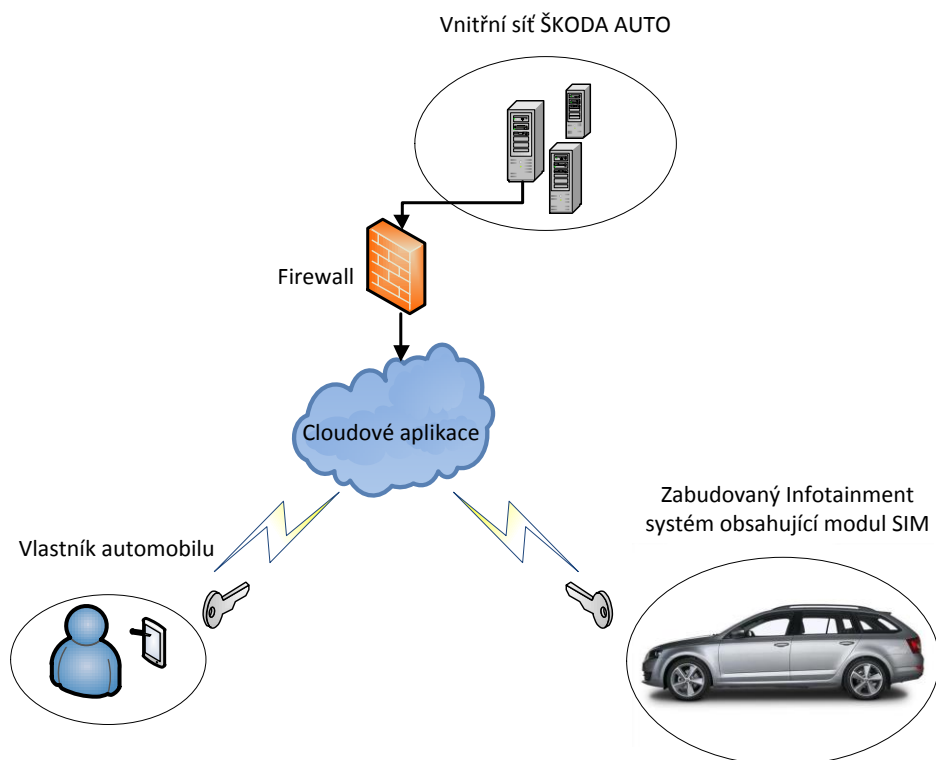 Vnitřní síť ŠKODA AUTO
Firewall
Cloudové aplikace
Zabudovaný Infotainment
systém obsahující modul SIM
Vlastník automobilu